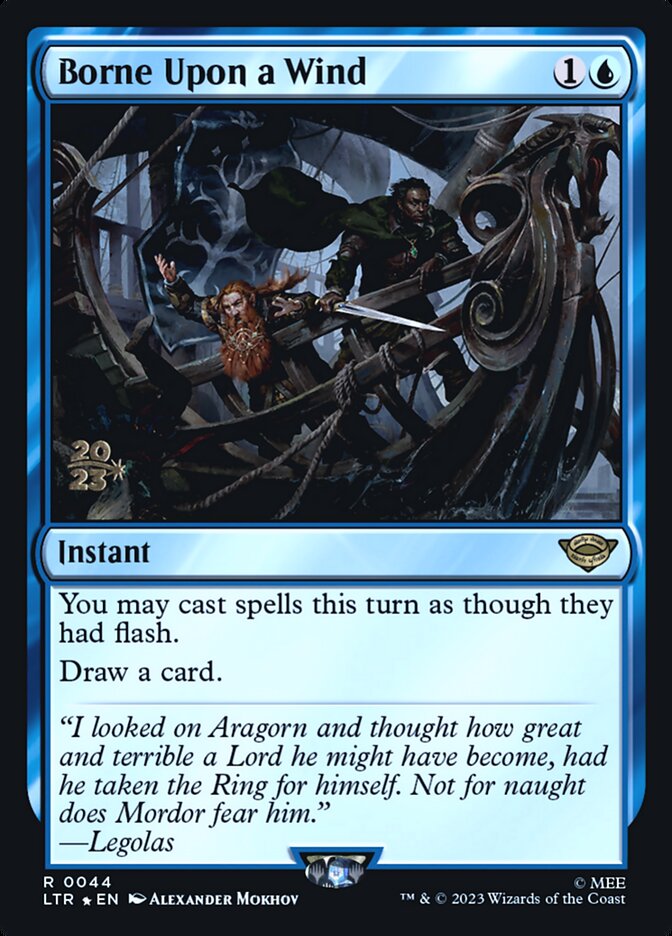 Borne Upon a Wind 1
20
23
Instant
You may cast spells this turn as though they
had flash.
Draw a card.
“I looked on Aragorn and thought how great
and terrible a Lord he might have become, had
he taken the Ring for himself. Not for naught
does Mordor fear him.”
—Legolas
R 0044
LTR ★ EN Alexander Mokhov
© MEE
™ & © 2023 Wizards of the Coast